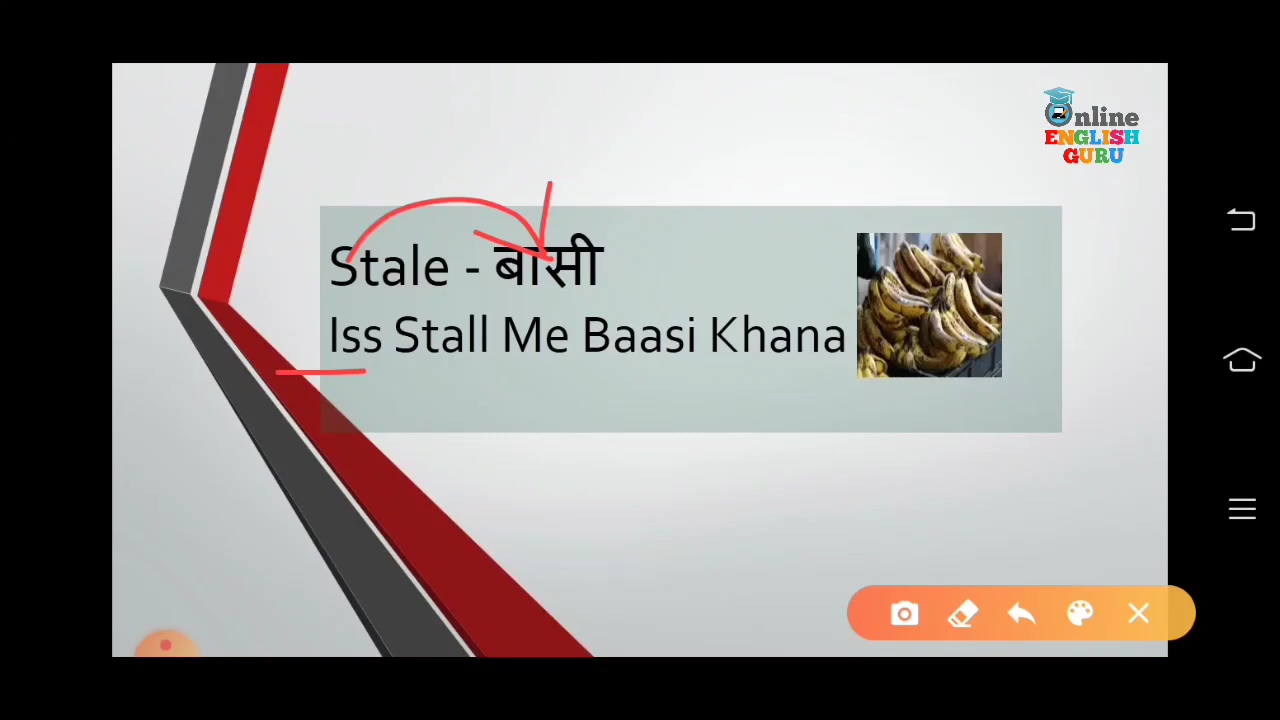 Online
ENGLISH
GURU
Stale - बासी
Iss Stall Me Baasi Khana